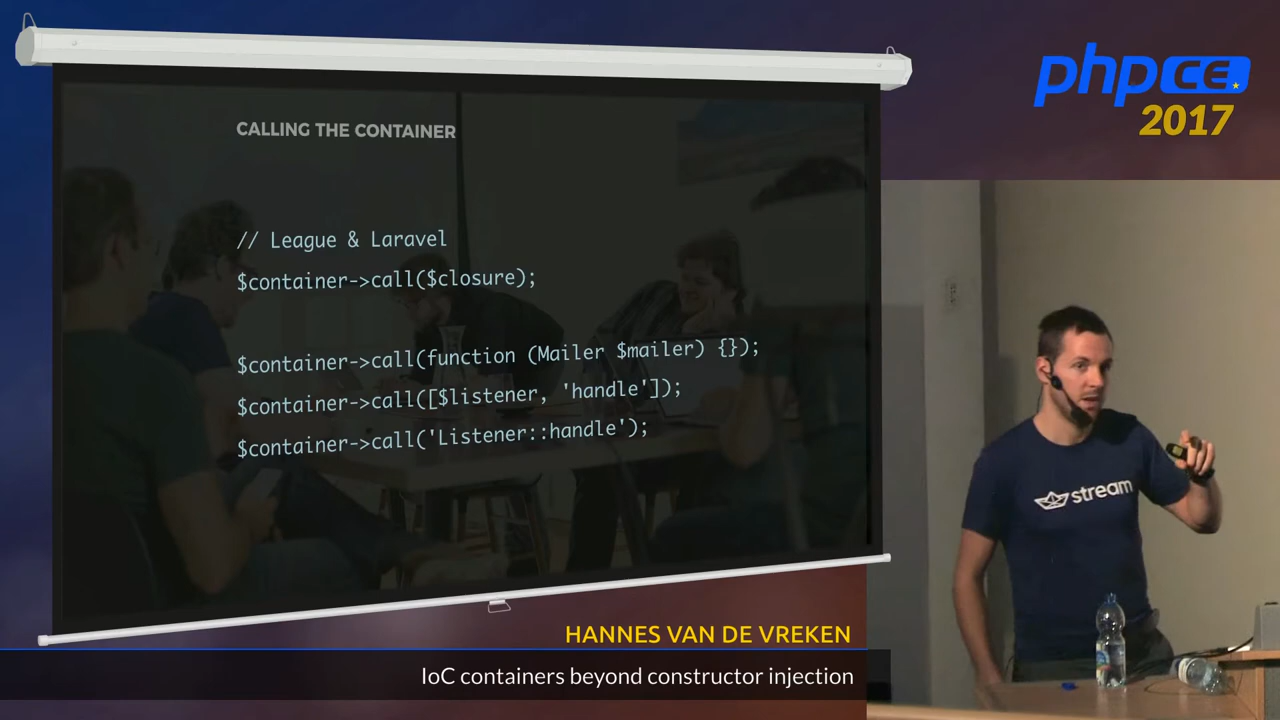 phpCE
2017
CALLING THE CONTAINER
// League & Laravel
$container->call($closure);
$container->call(function (Mailer $mailer) {});
$container->call([$listener, 'handle']);
$container->call('Listener::handle');
stream
HANNES VAN DE VREKEN
IoC containers beyond constructor injection